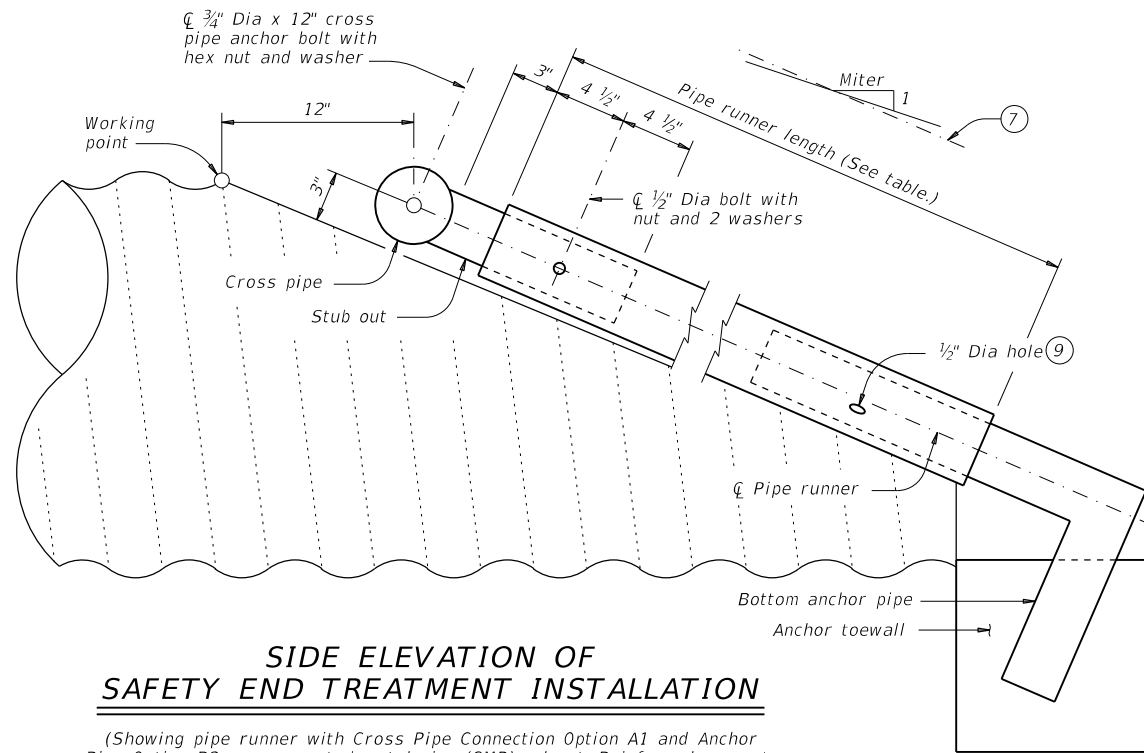 ℄ ¾" Dia x 12" cross
pipe anchor bolt with
hex nut and washer
12"
Working
point
3"
3"
4 ½"
4 ½"
Pipe runner length (See table.)
Miter
1
7
℄ ½" Dia bolt with
nut and 2 washers
Cross pipe
Stub out
½" Dia hole 9
℄ Pipe runner
Bottom anchor pipe
Anchor toewall
SIDE ELEVATION OF
SAFETY END TREATMENT INSTALLATION
(Showing pipe runner with Cross Pipe Connection Option A1 and Anchor